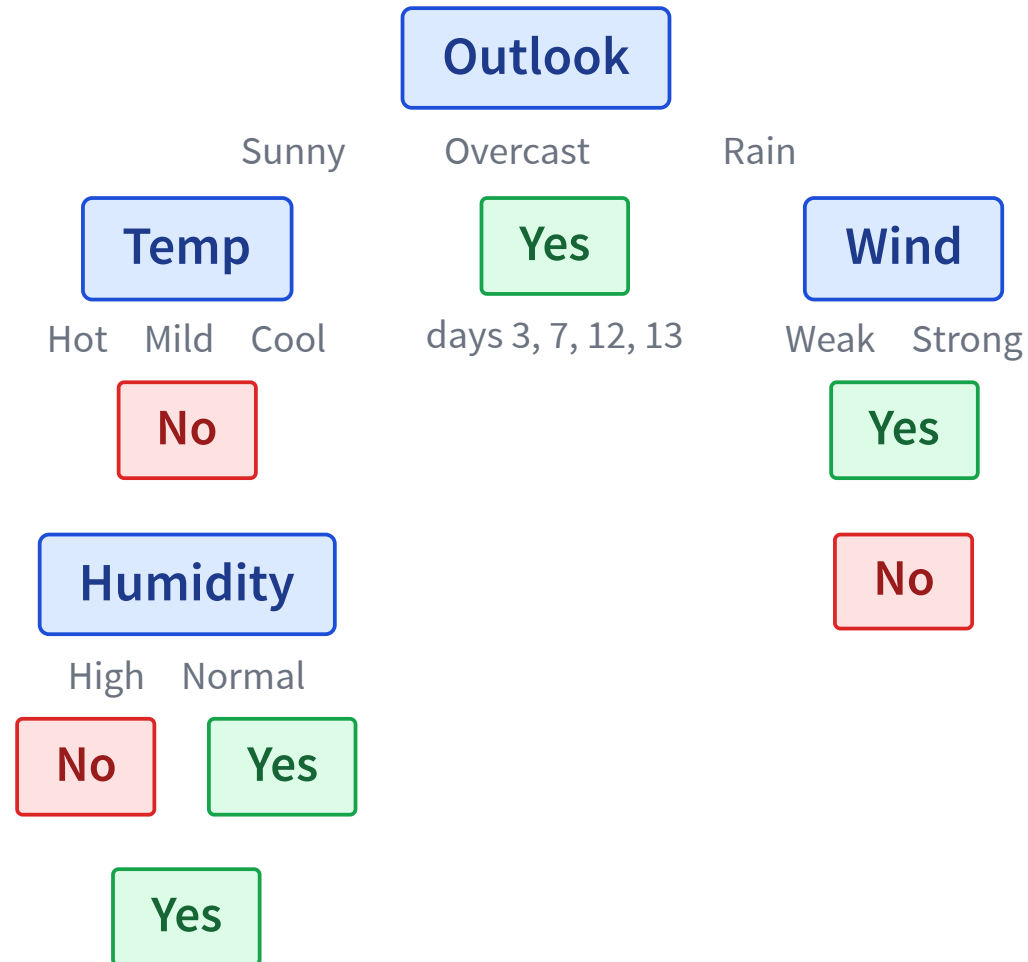 Outlook
Sunny Overcast Rain
Temp Yes Wind
Hot Mild Cool days 3, 7, 12, 13 Weak Strong
No Yes
Humidity No
High Normal
No Yes
Yes